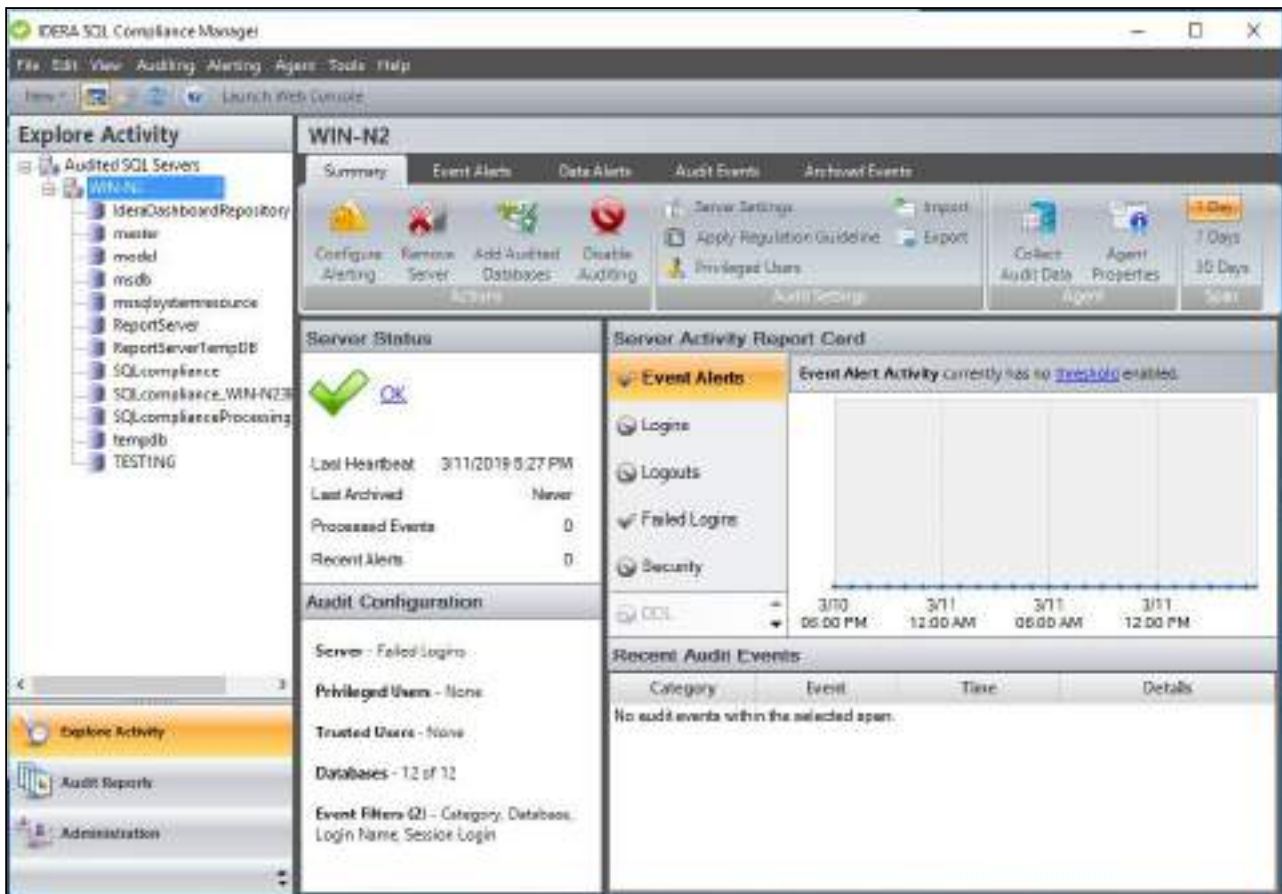 IDERA SQL Compliance Manager
File Edit View Auditing Alerting Agent Tools Help
New Launch Web Console
Explore Activity
Audited SQL Servers
WIN-N2
IderaDashboardRepository
master
model
msdb
mssqlsystemresource
ReportServer
ReportServerTempDB
SQLcompliance
SQLcompliance_WIN-N23
SQLcomplianceProcessing
tempdb
TEST1NG
Explore Activity
Audit Reports
Administration
WIN-N2
Summary Event Alerts Data Alerts Audit Events Archived Events
Configure Alerting
Remove Server
Add Audited Databases
Disable Auditing
Actions
Server Settings
Apply Regulation Guideline
Privileged Users
Import
Export
Audit Settings
Collect Audit Data
Agent Properties
Agent
1 Day
7 Days
30 Days
Span
Server Status
OK
Last Heartbeat 3/11/2019 5:27 PM
Last Archived Never
Processed Events 0
Recent Alerts 0
Audit Configuration
Server - Failed Logins
Privileged Users - None
Trusted Users - None
Databases - 12 of 12
Event Filters (2) - Category, Database,
Login Name, Session Login
Server Activity Report Card
Event Alerts
Logins
Logouts
Failed Logins
Security
DDL
Event Alert Activity currently has no threshold enabled.
3/10 3/11 3/11 3/11
06:00 PM 12:00 AM 06:00 AM 12:00 PM
Recent Audit Events
Category Event Time Details
No audit events within the selected span.